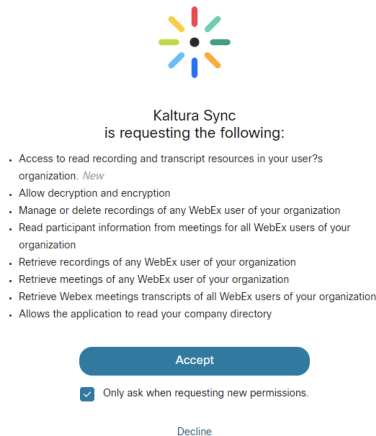 Kaltura Sync
is requesting the following:
• Access to read recording and transcript resources in your user?s
organization. New
• Allow decryption and encryption
• Manage or delete recordings of any WebEx user of your organization
• Read participant information from meetings for all WebEx users of your
organization
• Retrieve recordings of any WebEx user of your organization
• Retrieve meetings of any WebEx user of your organization
• Retrieve Webex meetings transcripts of all WebEx users of your organization
• Allows the application to read your company directory
Accept
Only ask when requesting new permissions.
Decline